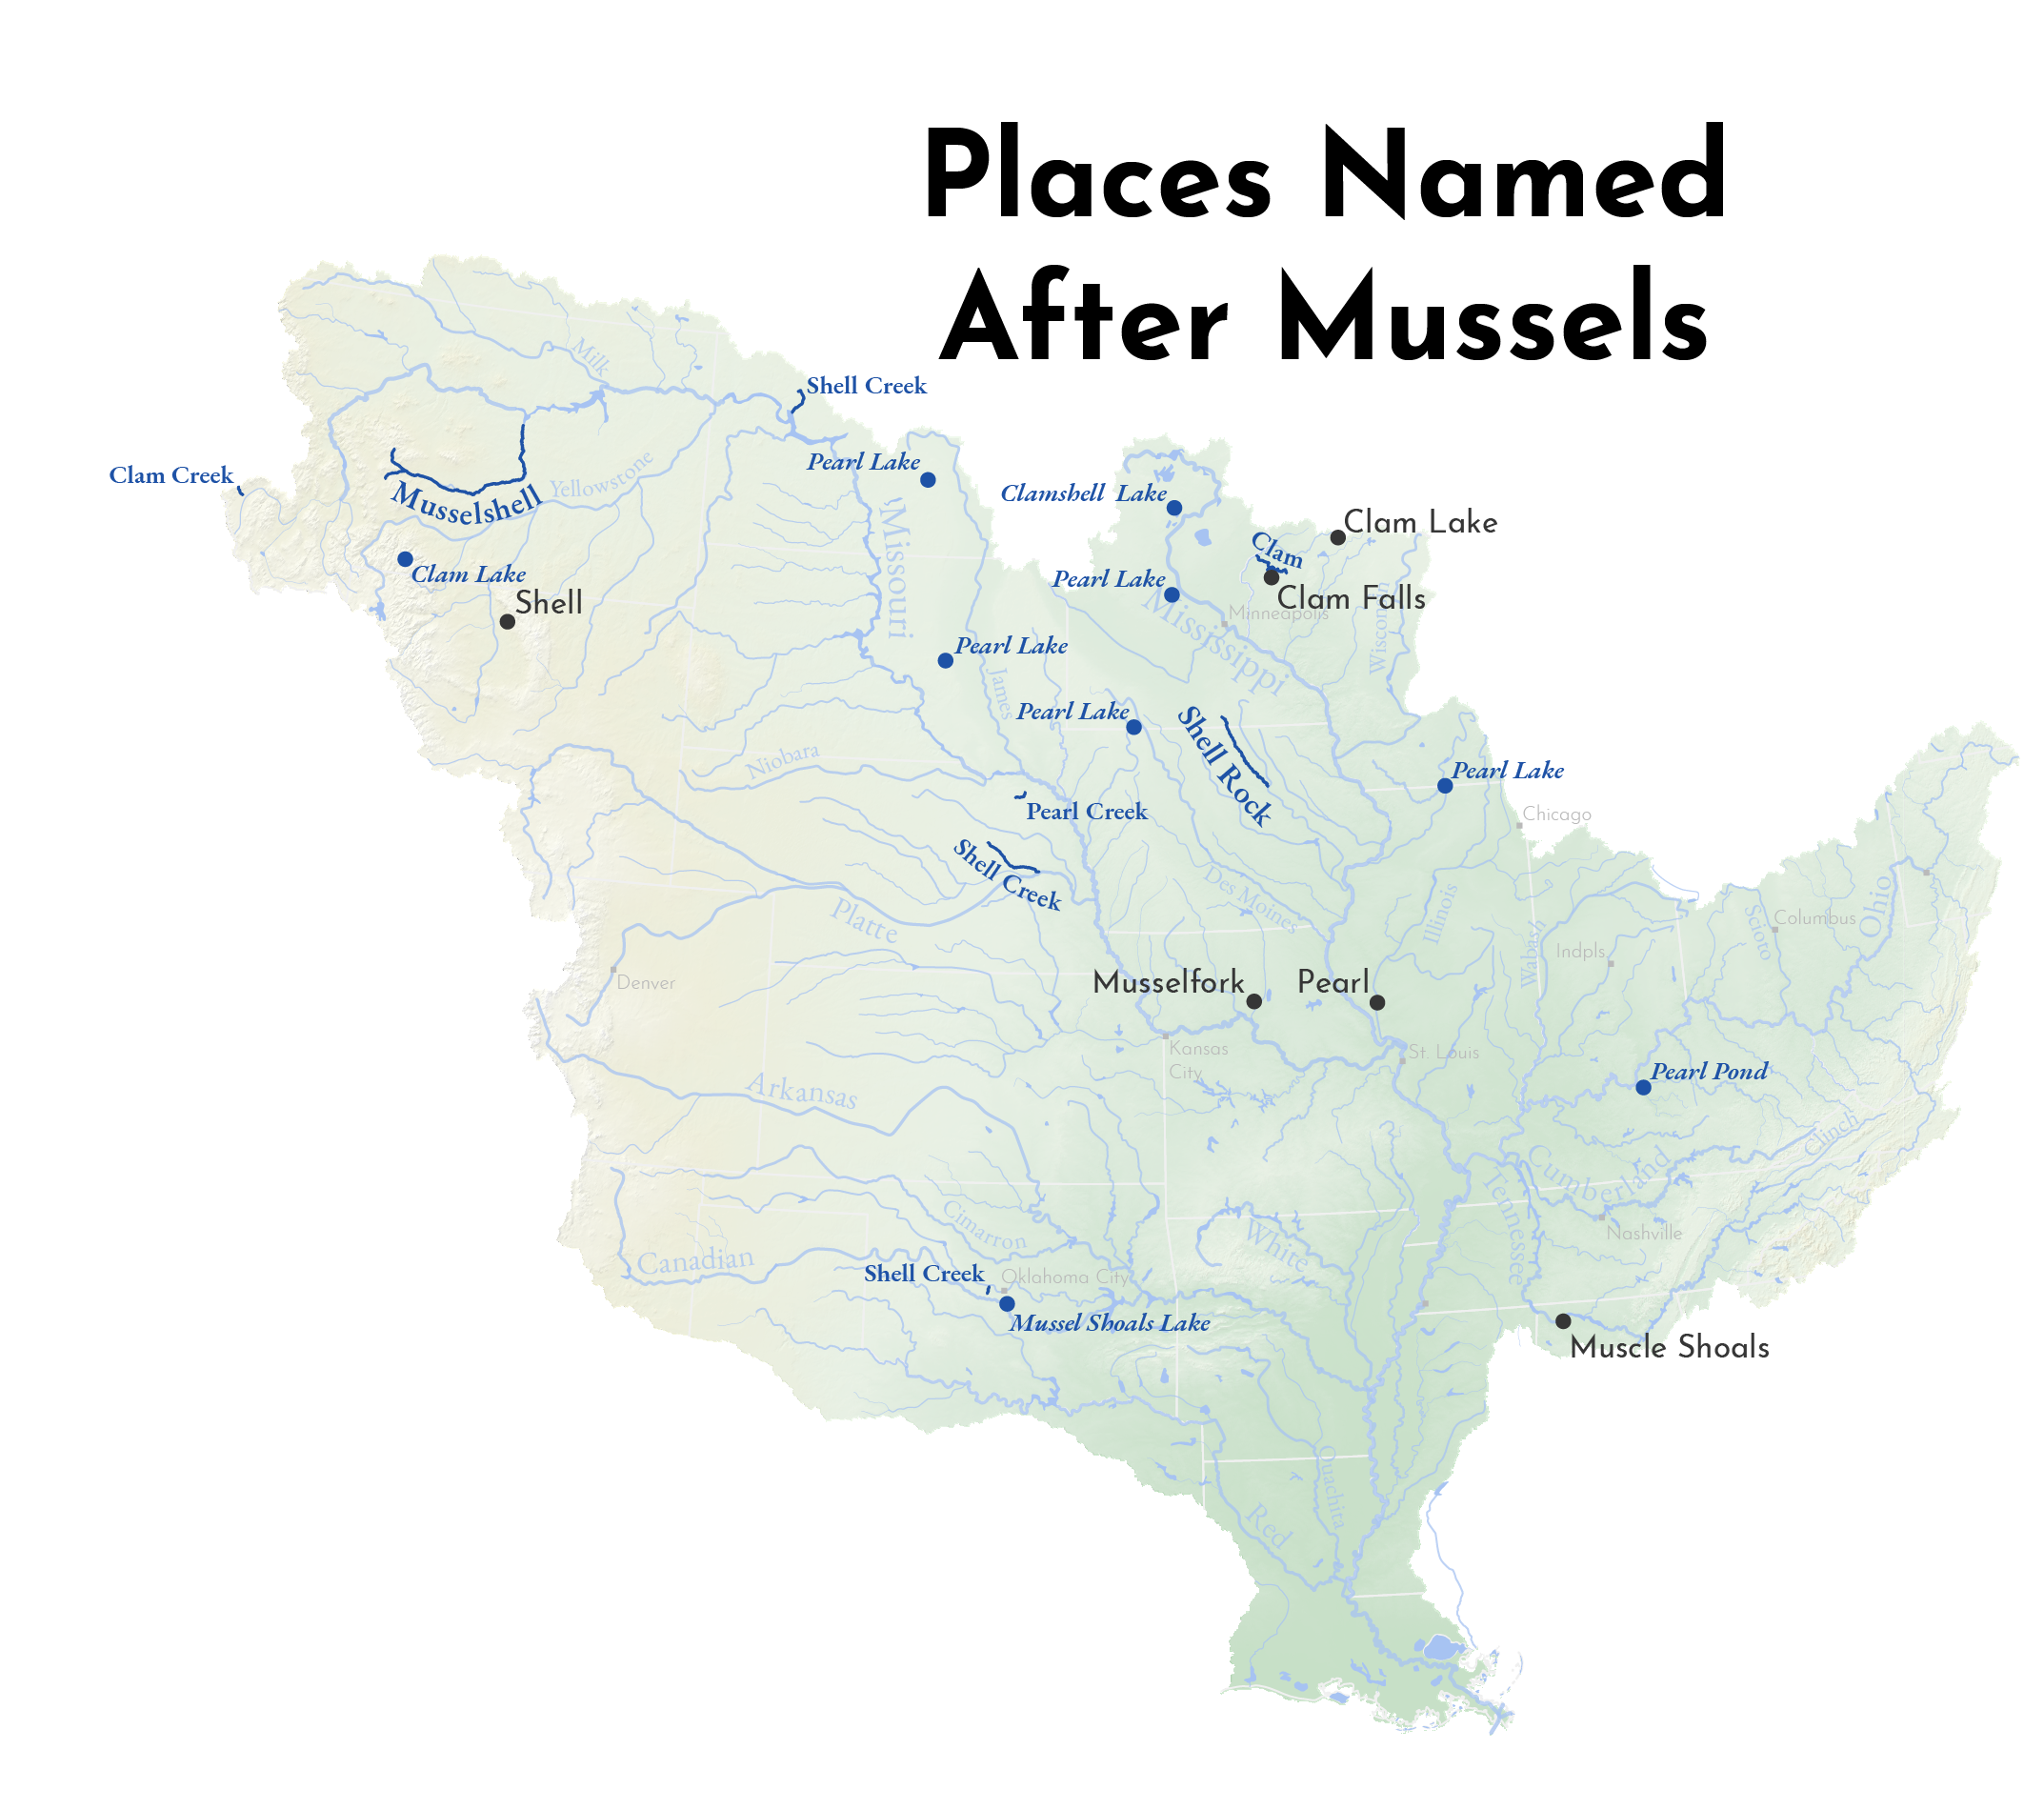 Places Named
After Mussels
Milk
Shell Creek
Pearl Lake
Clam Creek
Musselshell
Yellowstone
Missouri
Clamshell Lake
Clam Lake
Clam
Clam Falls
Clam Lake
Shell
Pearl Lake
Minneapolis
Mississippi
Wisconsin
Pearl Lake
James
Pearl Lake
Shell Rock
Niobara
Pearl Lake
Pearl Creek
Chicago
Shell Creek
Platte
Des Moines
Illinois
Wabash
Indpls
Scioto
Columbus
Ohio
Denver
Musselfork
Pearl
Kansas
City
St. Louis
Pearl Pond
Arkansas
Clinch
Cumberland
Tennessee
Nashville
Cimarron
White
Canadian
Shell Creek
Oklahoma City
Mussel Shoals Lake
Muscle Shoals
Ouachita
Red